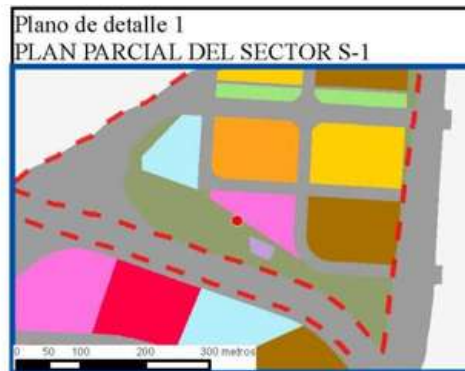 Plano de detalle 1
PLAN PARCIAL DEL SECTOR S-1
0 50 100 200 300 metros